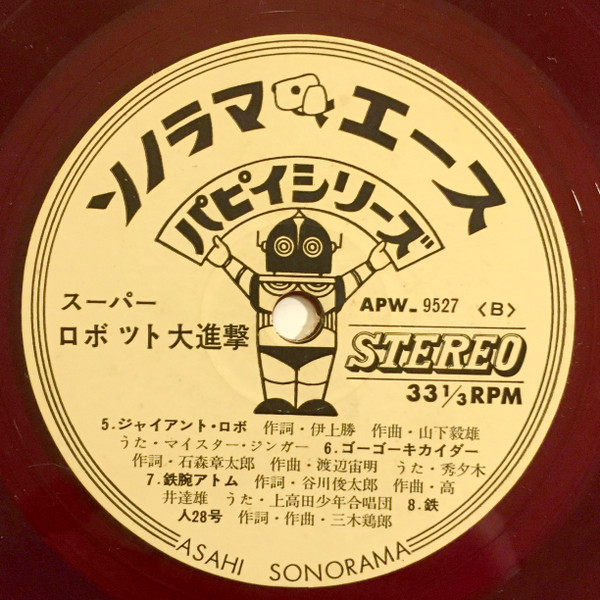 ソノラマエース
パピイシリーズ
スーパー
ロボット大進撃
APW-9527 〈B〉
STEREO
33 1/3 RPM
5.ジャイアント・ロボ 作詞・伊上勝 作曲・山下毅雄
うた・マイスター・ジンガー 6.ゴーゴーキカイダー
作詞・石森章太郎 作曲・渡辺宙明 うた・秀夕木
7.鉄腕アトム 作詞・谷川俊太郎 作曲・高
井達雄 うた・上高田少年合唱団 8.鉄
人28号 作詞・作曲・三木鶏郎
ASAHI SONORAMA